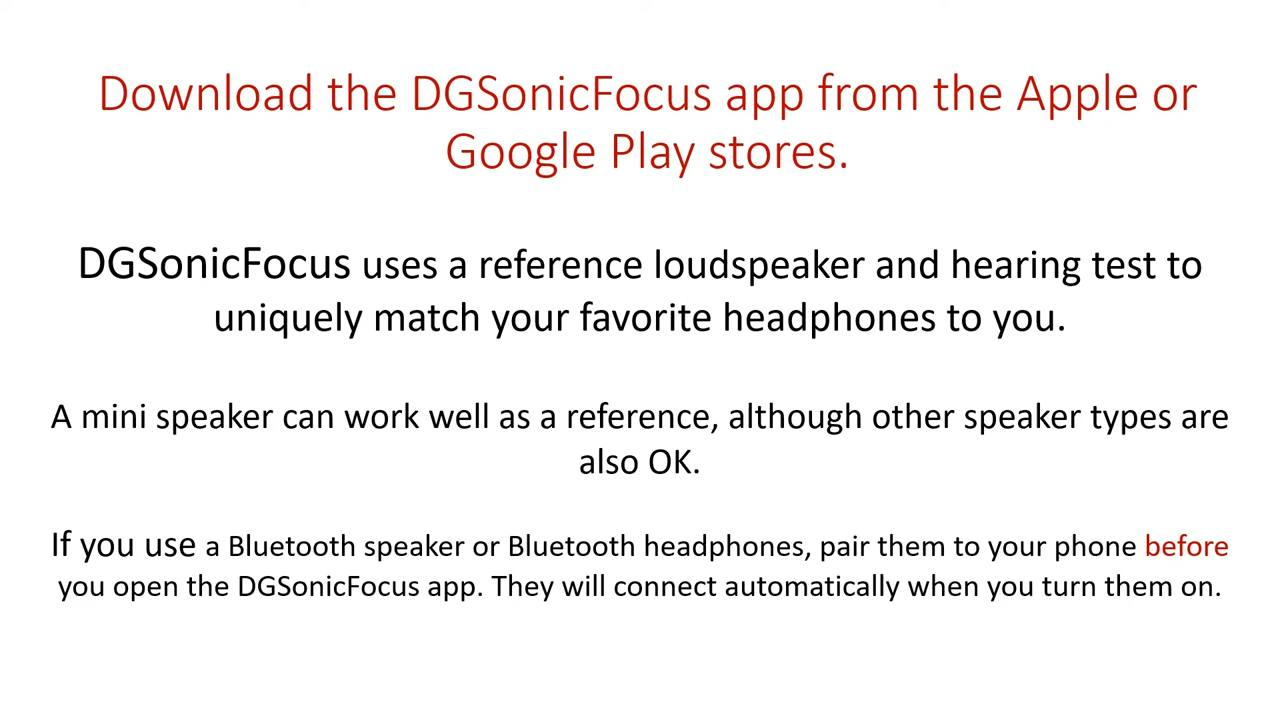 Download the DGSonicFocus app from the Apple or
Google Play stores.
DGSonicFocus uses a reference loudspeaker and hearing test to
uniquely match your favorite headphones to you.
A mini speaker can work well as a reference, although other speaker types are
also OK.
If you use a Bluetooth speaker or Bluetooth headphones, pair them to your phone before
you open the DGSonicFocus app. They will connect automatically when you turn them on.